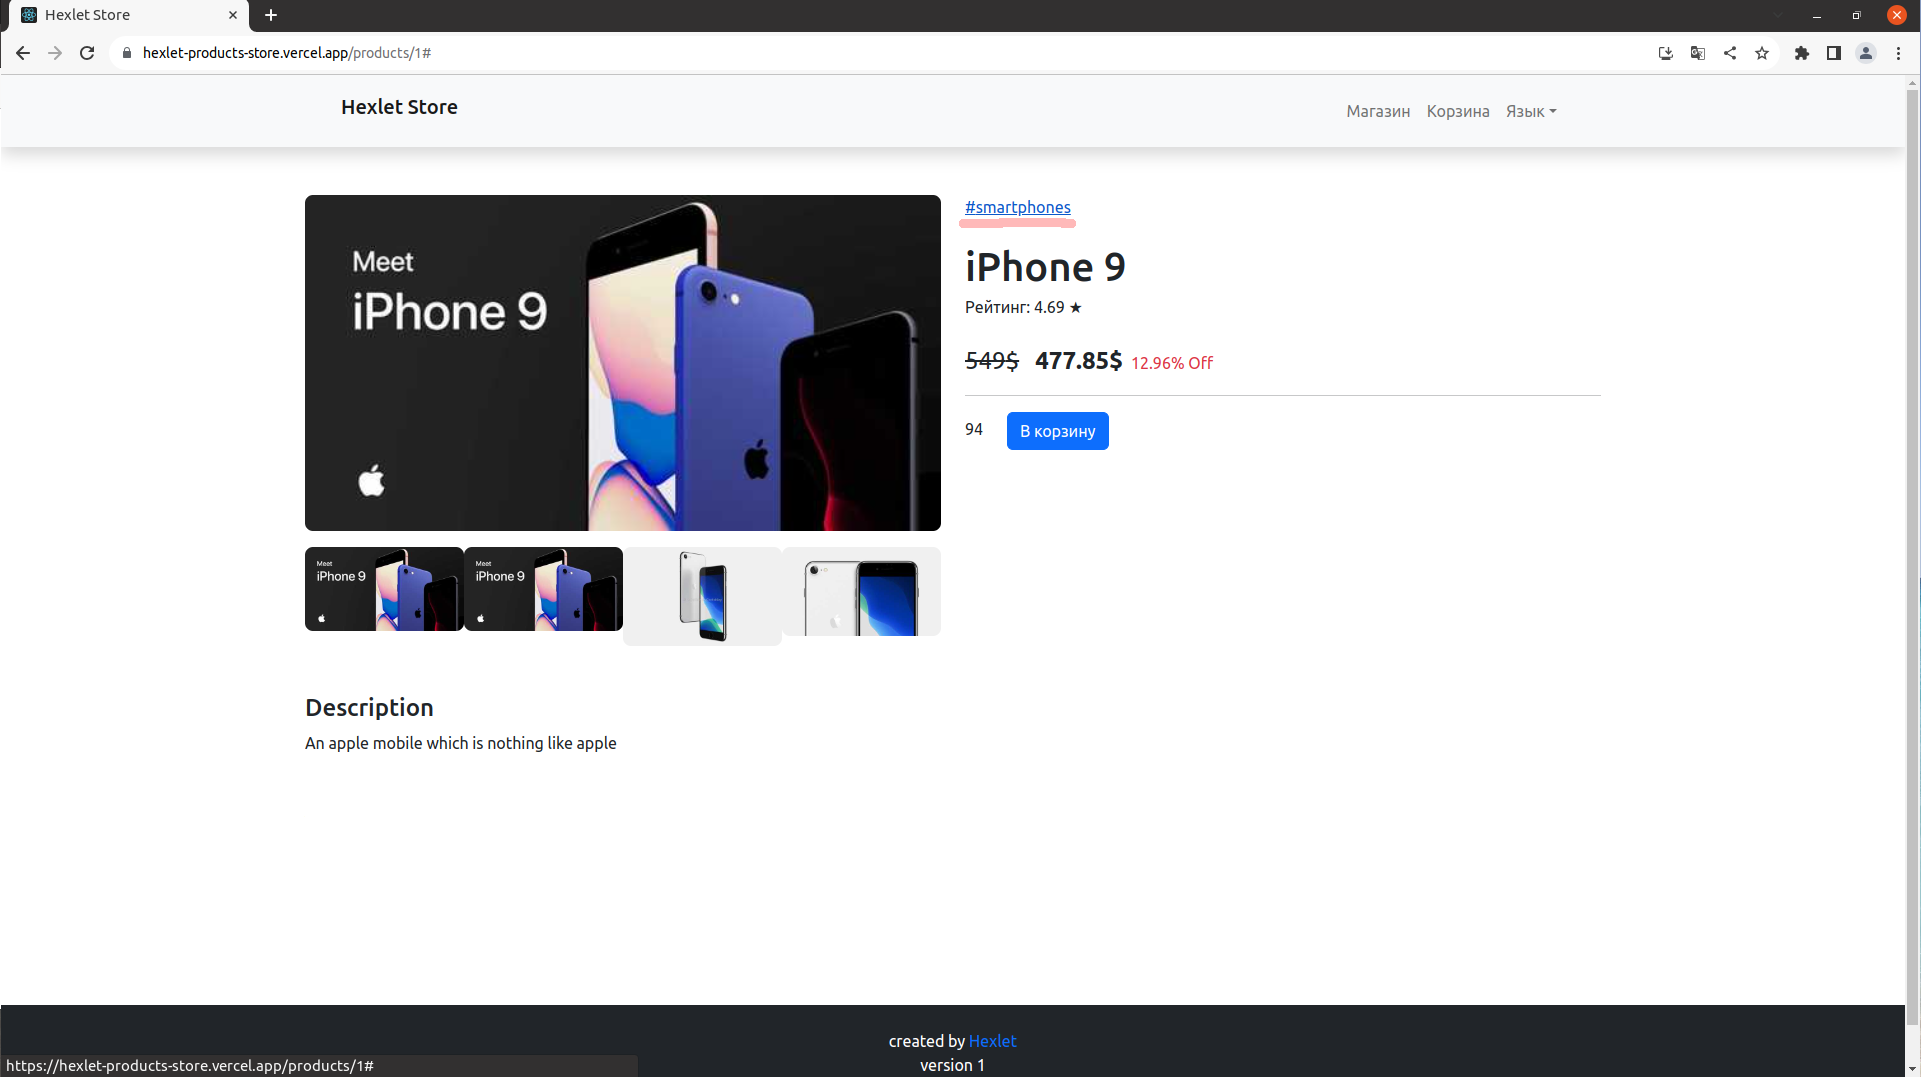 Hexlet Store
hexlet-products-store.vercel.app/products/1#
Hexlet Store
Магазин Корзина Язык
Meet
iPhone 9
#smartphones
iPhone 9
Рейтинг: 4.69 ★
549$ 477.85$ 12.96% Off
94 В корзину
Meet
iPhone 9
Meet
iPhone 9
Description
An apple mobile which is nothing like apple
created by Hexlet
version 1
https://hexlet-products-store.vercel.app/products/1#